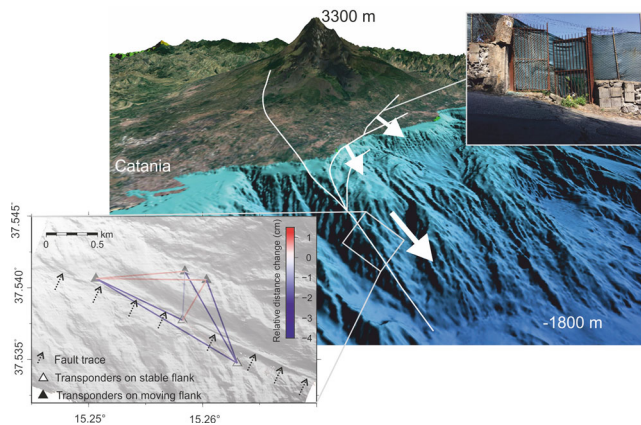 3300 m
Catania
-1800 m
37.545
37.540
37.535
0
0.5
km
Relative distance change (cm)
1
0
-1
-2
-3
-4
Fault trace
Transponders on stable flank
Transponders on moving flank
15.25°
15.26°